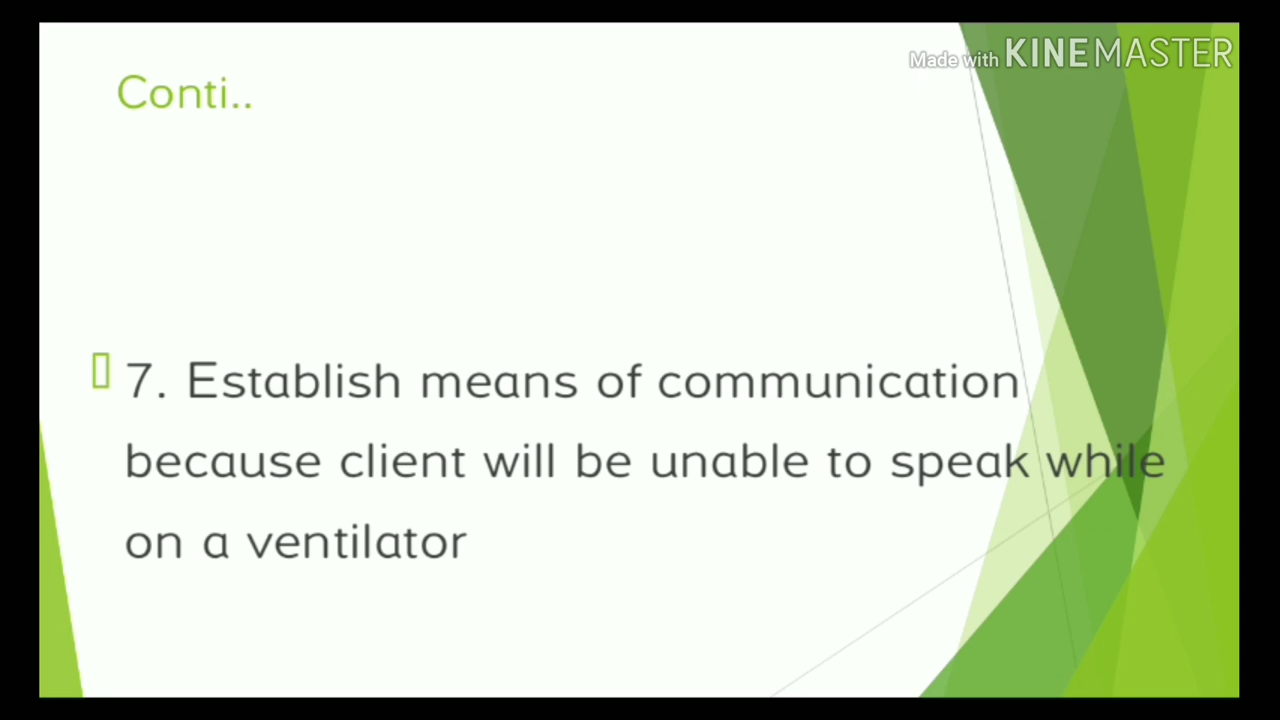 Made with KINEMASTER
Conti..
7. Establish means of communication
because client will be unable to speak while
on a ventilator